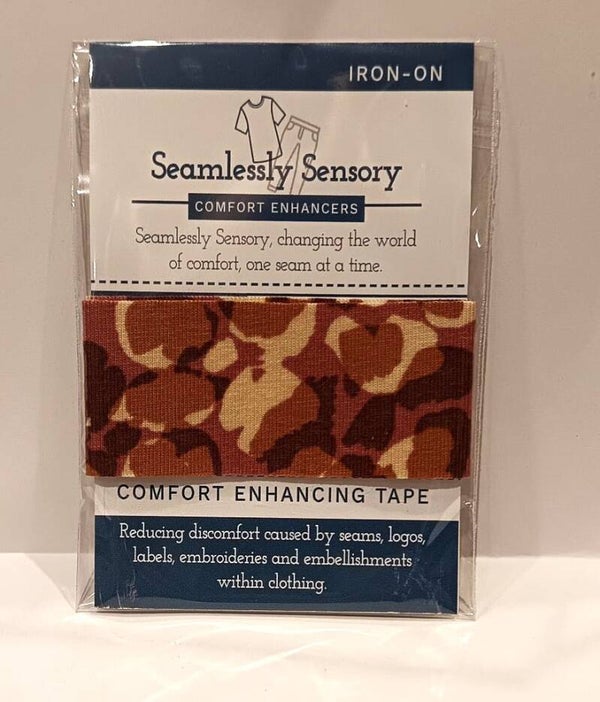 IRON-ON
Seamlessly Sensory
COMFORT ENHANCERS
Seamlessly Sensory, changing the world
of comfort, one seam at a time.
COMFORT ENHANCING TAPE
Reducing discomfort caused by seams, logos,
labels, embroideries and embellishments
within clothing.